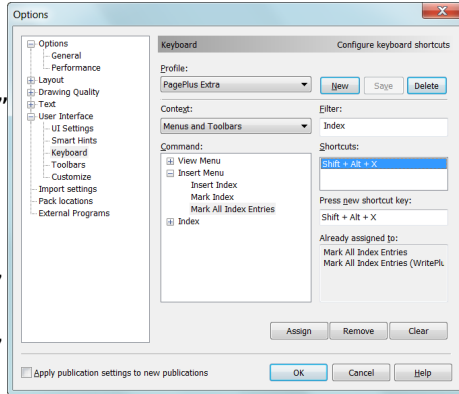 Options
Options
General
Performance
Layout
Drawing Quality
Text
User Interface
UI Settings
Smart Hints
Keyboard
Toolbars
Customize
Import settings
Pack locations
External Programs
Keyboard
Configure keyboard shortcuts
Profile:
PagePlus Extra
New
Save
Delete
Context:
Menus and Toolbars
Filter:
Index
Command:
View Menu
Insert Menu
Insert Index
Mark Index
Mark All Index Entries
Index
Shortcuts:
Shift + Alt + X
Press new shortcut key:
Shift + Alt + X
Already assigned to:
Mark All Index Entries
Mark All Index Entries (WritePlu
Assign
Remove
Clear
Apply publication settings to new publications
OK
Cancel
Help